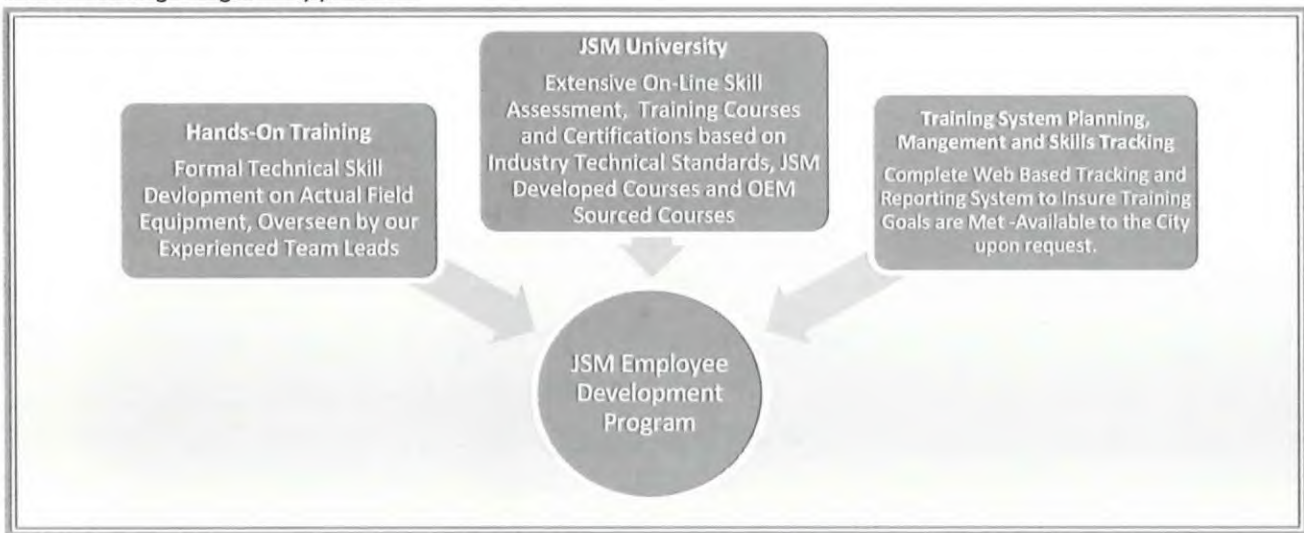 Hands-On Training
Formal Technical Skill
Devlopment on Actual Field
Equipment, Overseen by our
Experienced Team Leads
JSM University
Extensive On-Line Skill
Assessment, Training Courses
and Certifications based on
Industry Technical Standards, JSM
Developed Courses and OEM
Sourced Courses
Training System Planning,
Mangement and Skills Tracking
Complete Web Based Tracking and
Reporting System to Insure Training
Goals are Met -Available to the City
upon request.
JSM Employee
Development
Program